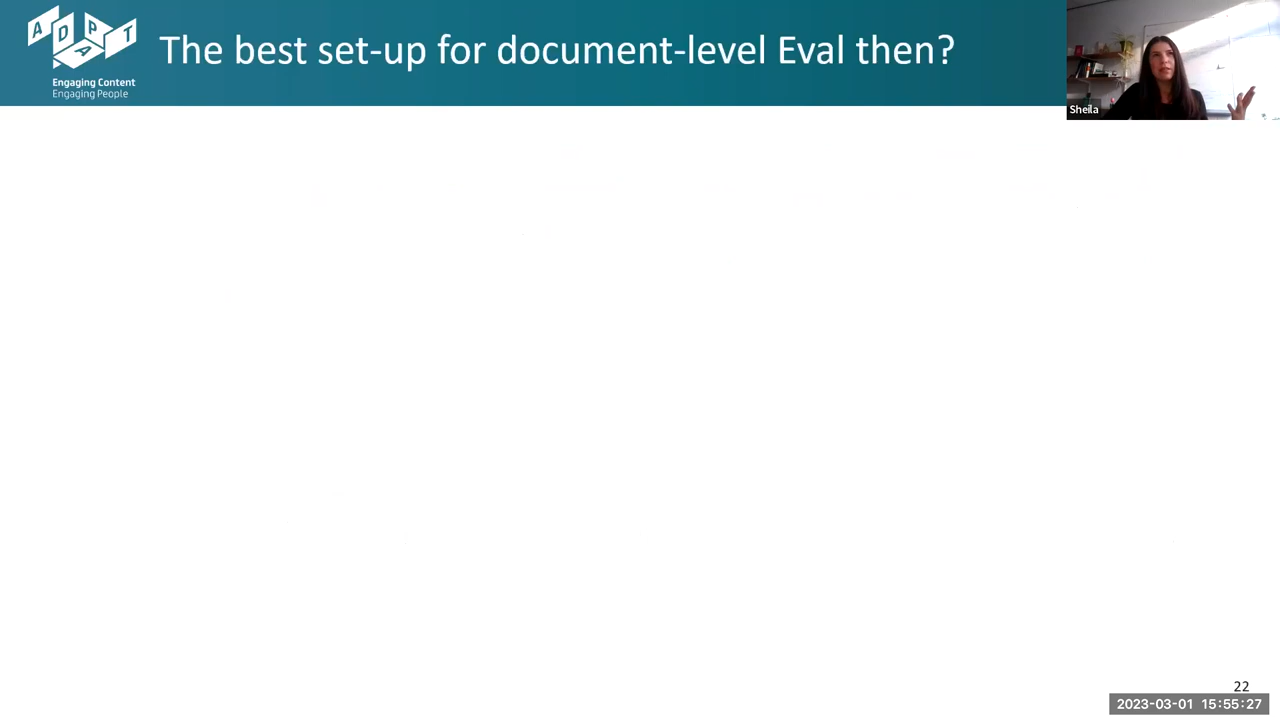 ADAPT
Engaging Content
Engaging People
The best set-up for document-level Eval then?
Sheila
22
2023-03-01 15:55:27